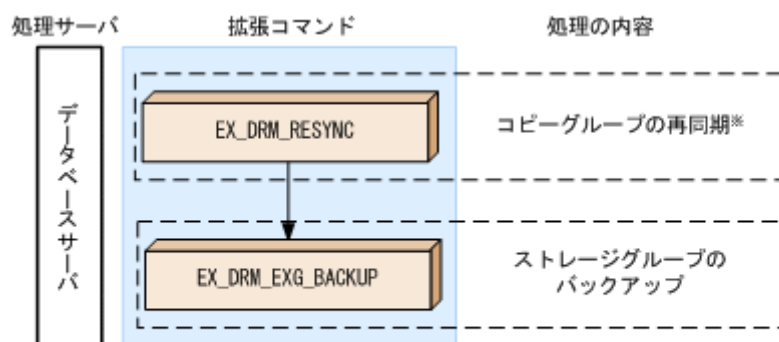 処理サーバ
拡張コマンド
処理の内容
データベースサーバ
EX_DRM_RESYNC
コピーグループの再同期※
EX_DRM_EXG_BACKUP
ストレージグループの
バックアップ